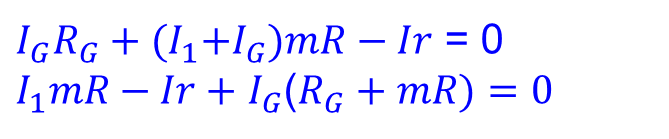 I_G R_G + (I_1+I_G)mR − Ir = 0
I_1 mR − Ir + I_G(R_G + mR) = 0